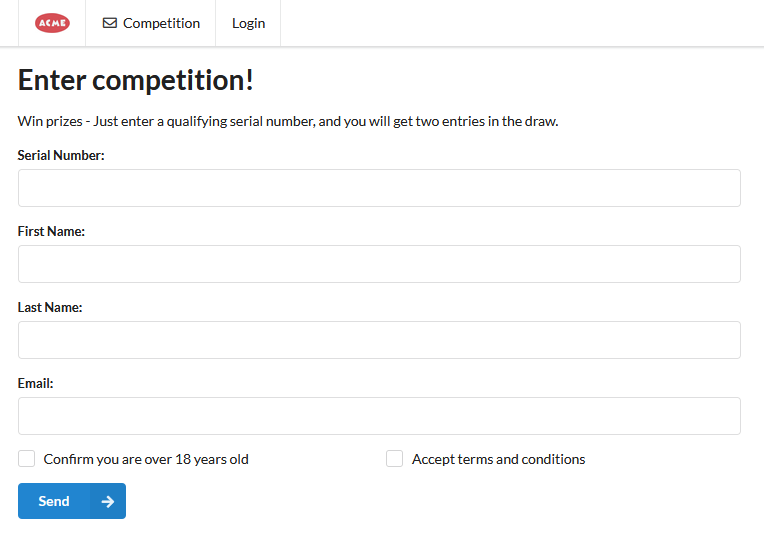 ACME Competition Login
Enter competition!
Win prizes - Just enter a qualifying serial number, and you will get two entries in the draw.
Serial Number:
First Name:
Last Name:
Email:
Confirm you are over 18 years old Accept terms and conditions
Send